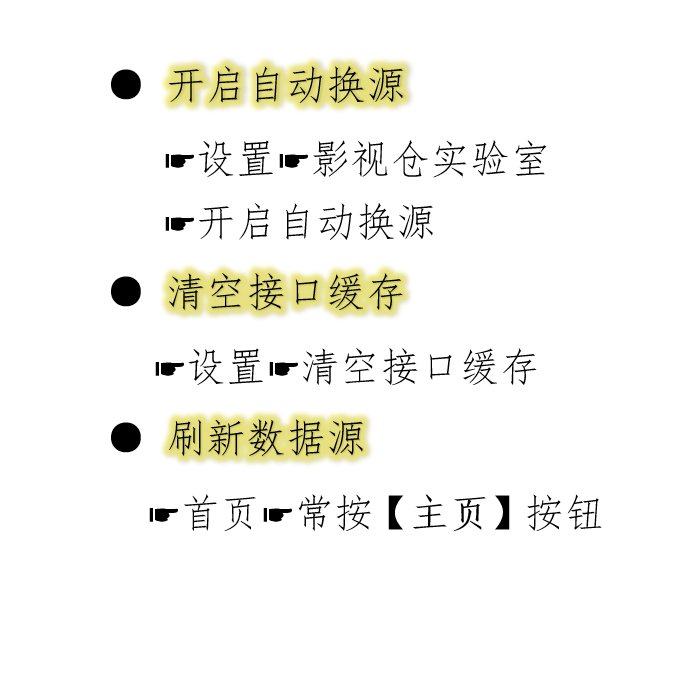 ● 开启自动换源
☛设置☛影视仓实验室
☛开启自动换源
● 清空接口缓存
☛设置☛清空接口缓存
● 刷新数据源
☛首页☛常按【主页】按钮